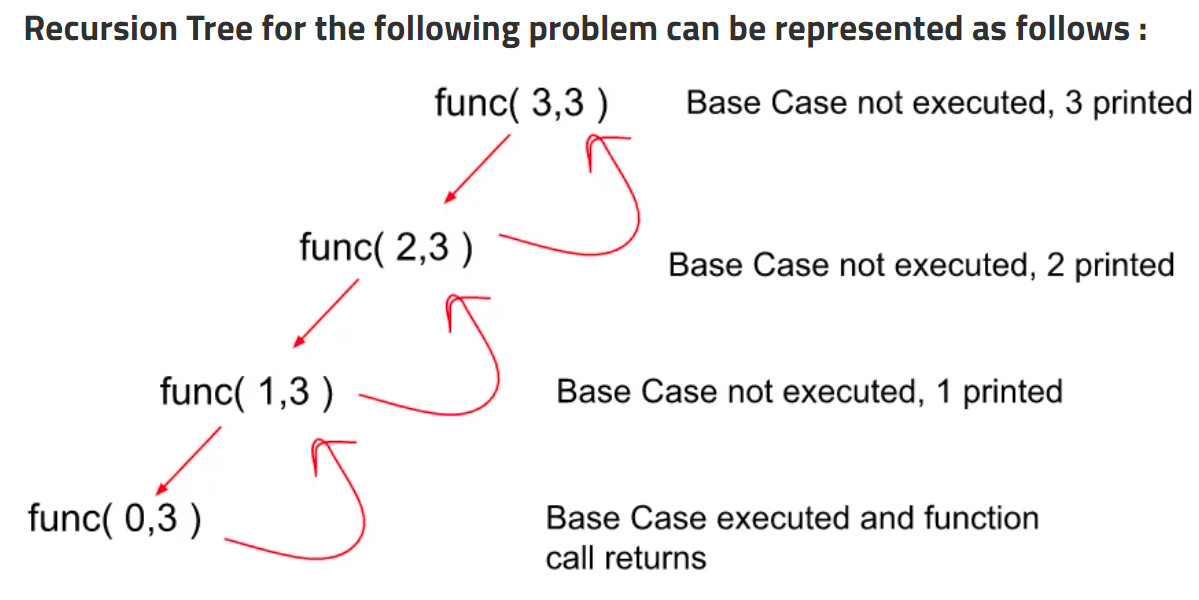 Recursion Tree for the following problem can be represented as follows :
func( 3,3 )
Base Case not executed, 3 printed
func( 2,3 )
Base Case not executed, 2 printed
func( 1,3 )
Base Case not executed, 1 printed
func( 0,3 )
Base Case executed and function
call returns